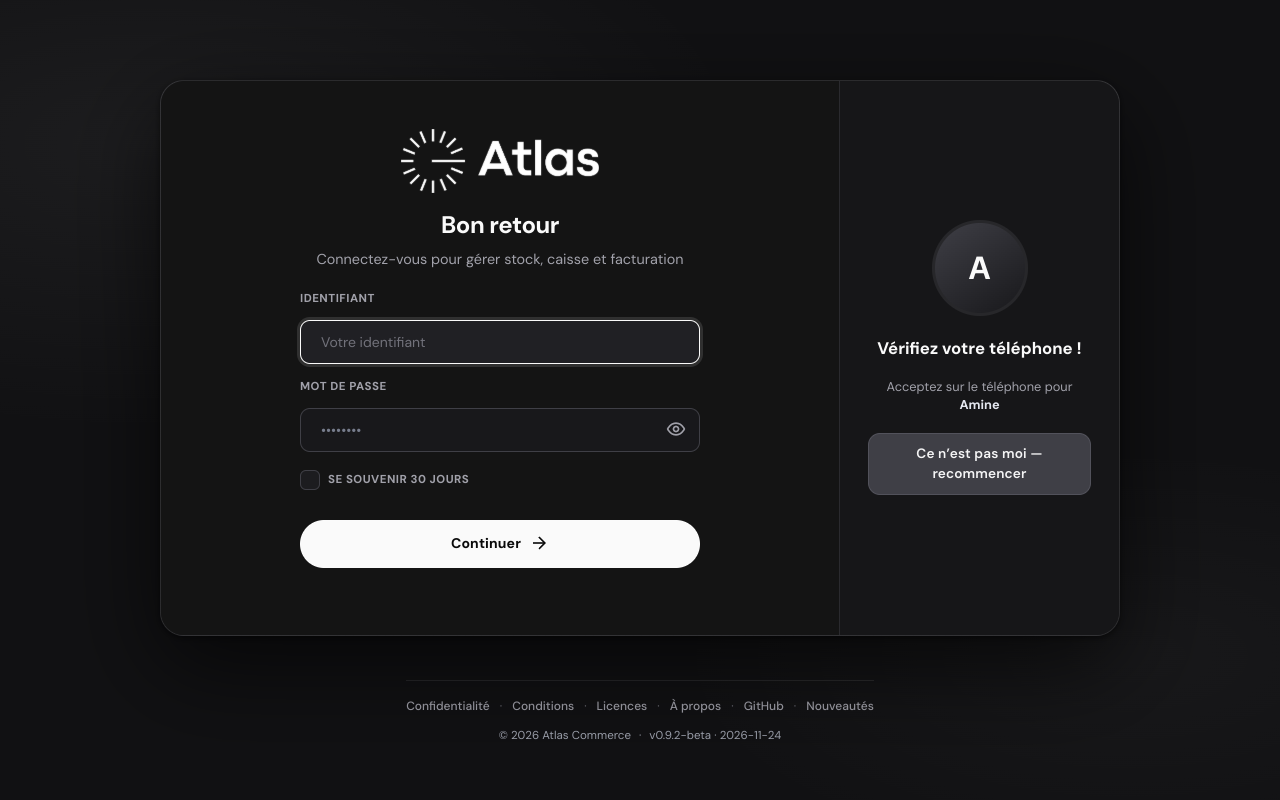 Atlas
Bon retour
Connectez-vous pour gérer stock, caisse et facturation
IDENTIFIANT
Votre identifiant
MOT DE PASSE
••••••••
SE SOUVENIR 30 JOURS
Continuer →
A
Vérifiez votre téléphone !
Acceptez sur le téléphone pour
Amine
Ce n’est pas moi —
recommencer
Confidentialité · Conditions · Licences · À propos · GitHub · Nouveautés
© 2026 Atlas Commerce · v0.9.2-beta · 2026-11-24